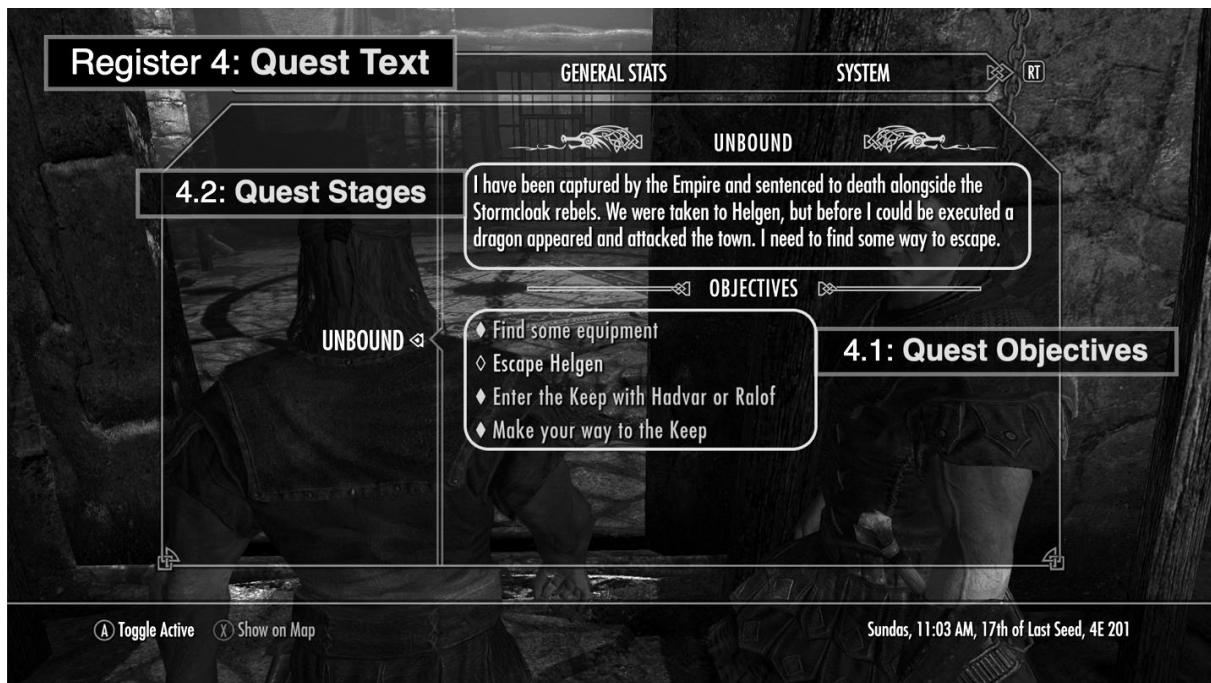 Register 4: Quest Text
GENERAL STATS
SYSTEM
RT
UNBOUND
4.2: Quest Stages
I have been captured by the Empire and sentenced to death alongside the
Stormcloak rebels. We were taken to Helgen, but before I could be executed a
dragon appeared and attacked the town. I need to find some way to escape.
OBJECTIVES
UNBOUND
Find some equipment
Escape Helgen
Enter the Keep with Hadvar or Ralof
Make your way to the Keep
4.1: Quest Objectives
A Toggle Active
X Show on Map
Sundas, 11:03 AM, 17th of Last Seed, 4E 201